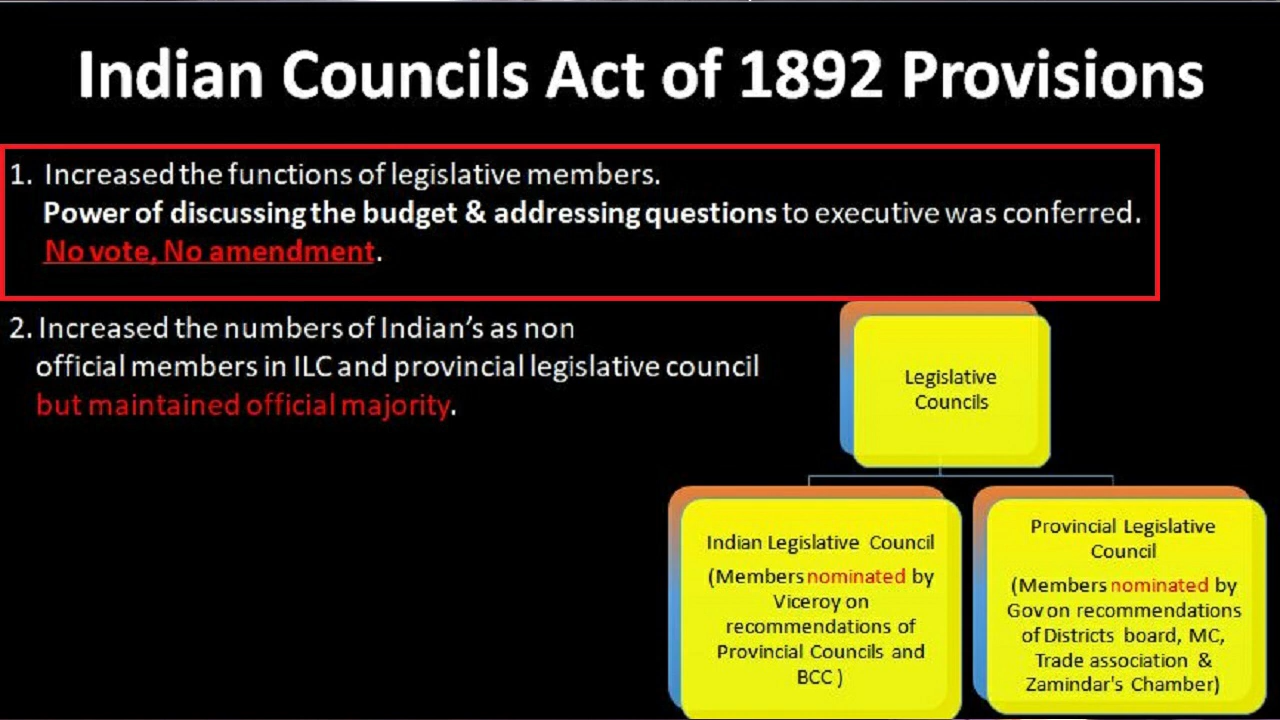 Indian Councils Act of 1892 Provisions
1. Increased the functions of legislative members.
Power of discussing the budget & addressing questions to executive was conferred.
No vote, No amendment.
2. Increased the numbers of Indian's as non
official members in ILC and provincial legislative council
but maintained official majority.
Legislative
Councils
Indian Legislative Council
(Members nominated by
Viceroy on
recommendations of
Provincial Councils and
BCC )
Provincial Legislative
Council
(Members nominated by
Gov on recommendations
of Districts board, MC,
Trade association &
Zamindar's Chamber)